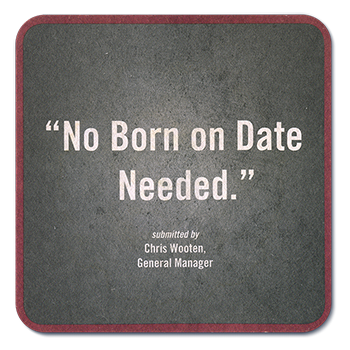 “No Born on Date
Needed.”
submitted by
Chris Wooten,
General Manager